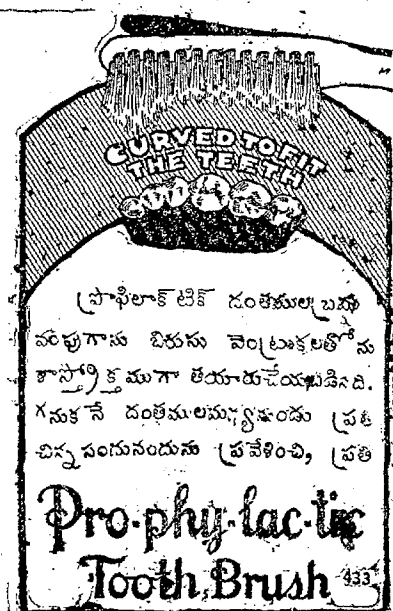 CURVED TO FIT
THE TEETH
ప్రొఫిలాక్ టిక్ దంతముల బ్రష్షు
వంపుగాను బిరుసు వెంట్రుకలతోను
శాస్త్రోక్తముగా తయారుచేయబడినది.
గనుకనే దంతములమధ్యనుండు ప్రతి
చిన్న సందునందును ప్రవేశించి, ప్రతి
Pro-phy-lac-tic
Tooth Brush 433